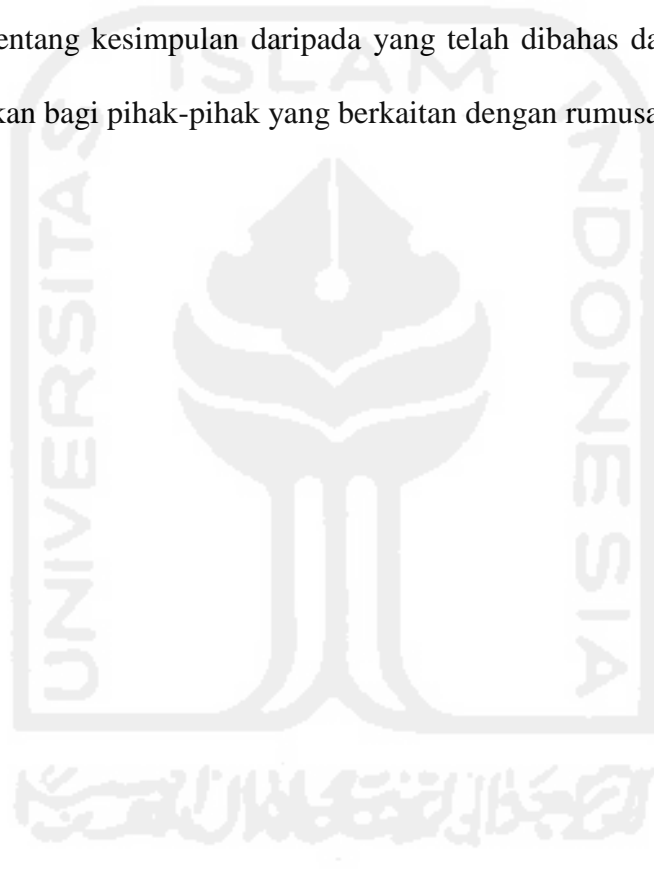 entang kesimpulan daripada yang telah dibahas da
kan bagi pihak-pihak yang berkaitan dengan rumusa
ISLAM
UNIVERSITAS
INDONESIA